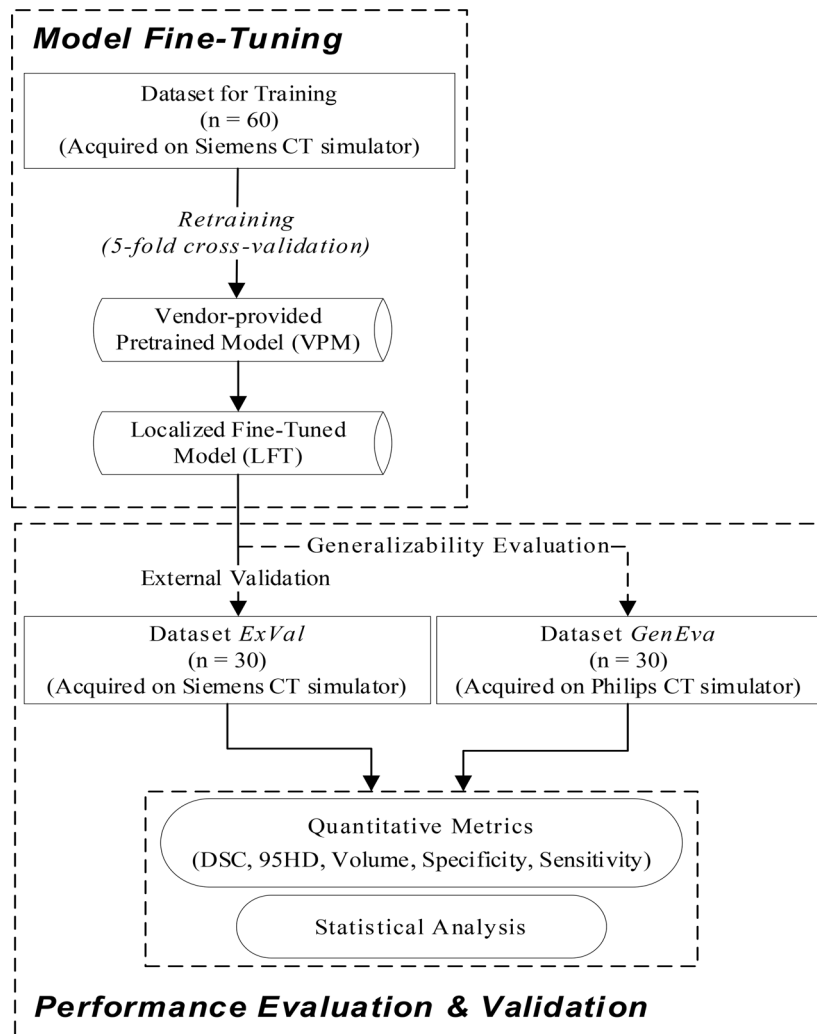 Model Fine-Tuning
Dataset for Training
(n = 60)
(Acquired on Siemens CT simulator)
Retraining
(5-fold cross-validation)
Vendor-provided
Pretrained Model (VPM)
Localized Fine-Tuned
Model (LFT)
Generalizability Evaluation
External Validation
Dataset ExVal
(n = 30)
(Acquired on Siemens CT simulator)
Dataset GenEva
(n = 30)
(Acquired on Philips CT simulator)
Quantitative Metrics
(DSC, 95HD, Volume, Specificity, Sensitivity)
Statistical Analysis
Performance Evaluation & Validation